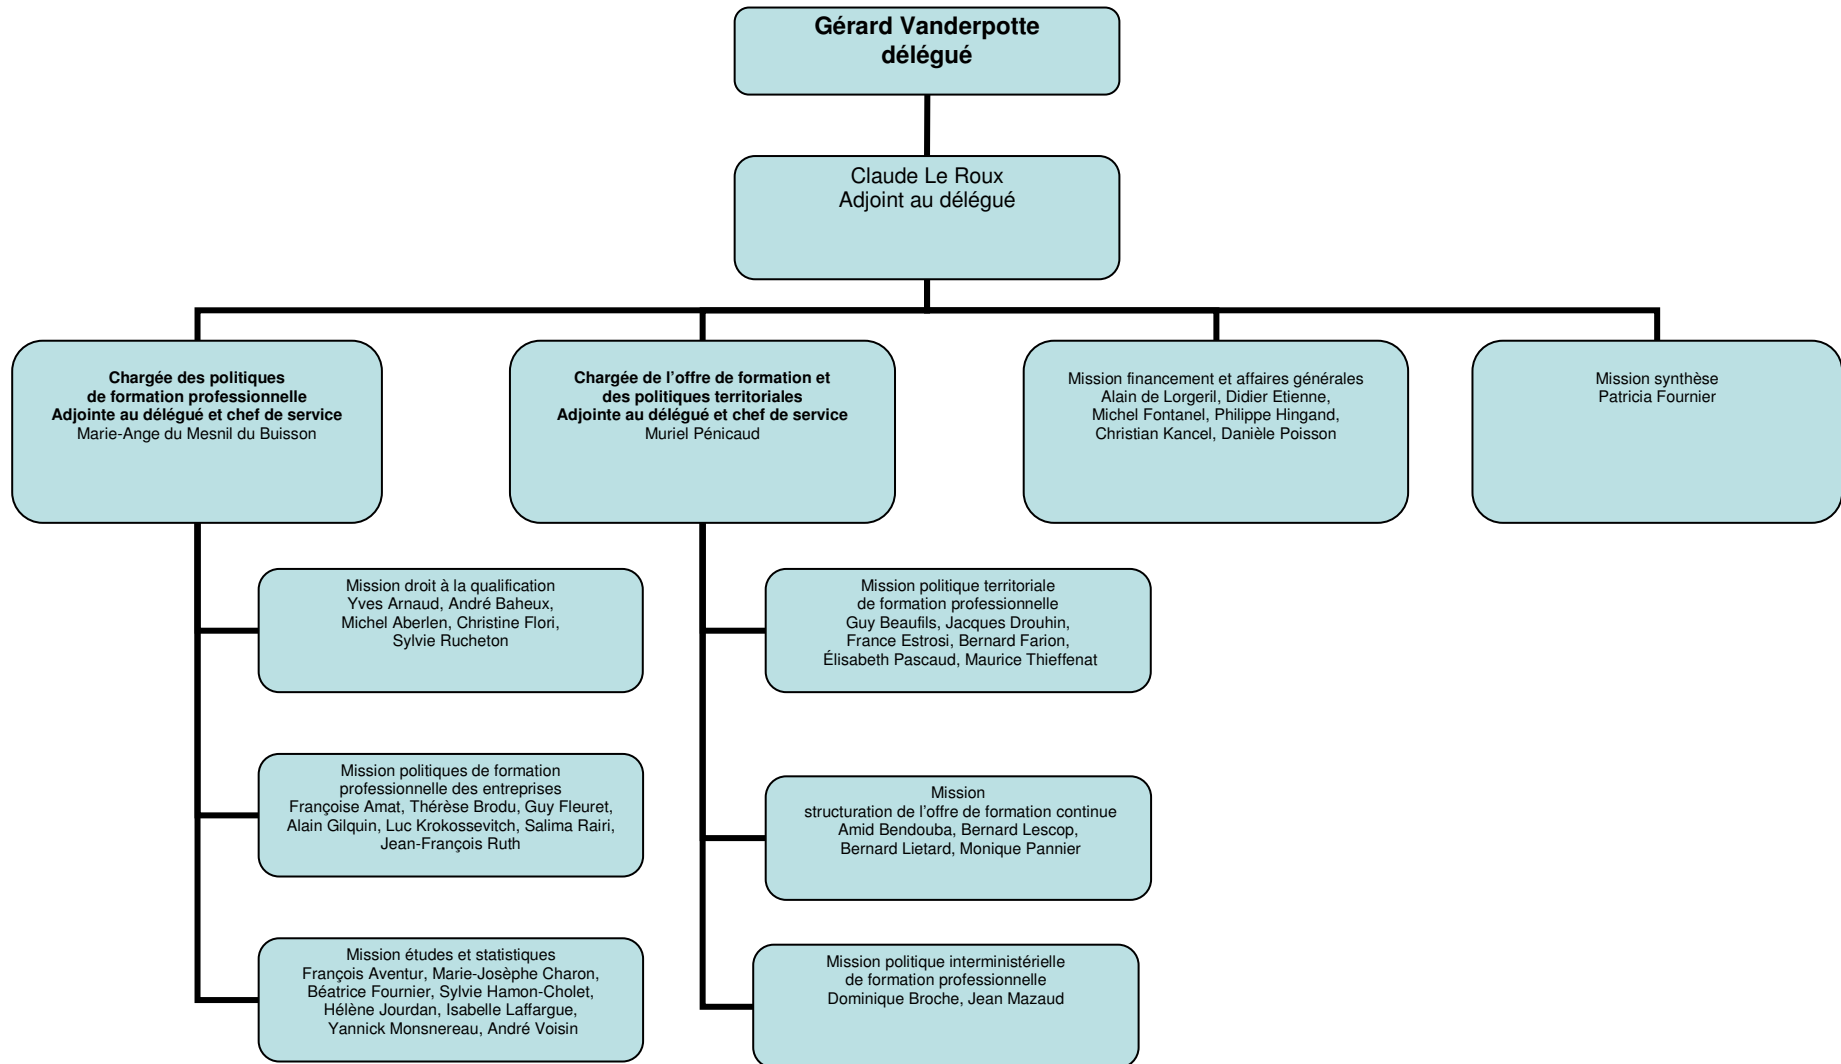 Gérard Vanderpotte
délégué
Claude Le Roux
Adjoint au délégué
Chargée des politiques
de formation professionnelle
Adjointe au délégué et chef de service
Marie-Ange du Mesnil du Buisson
Chargée de l'offre de formation et
des politiques territoriales
Adjointe au délégué et chef de service
Muriel Pénicaud
Mission financement et affaires générales
Alain de Lorgeril, Didier Etienne,
Michel Fontanel, Philippe Hingand,
Christian Kancel, Danièle Poisson
Mission synthèse
Patricia Fournier
Mission droit à la qualification
Yves Arnaud, André Baheux,
Michel Aberlen, Christine Flori,
Sylvie Rucheton
Mission politique territoriale
de formation professionnelle
Guy Beaufils, Jacques Drouhin,
France Estrosi, Bernard Farion,
Élisabeth Pascaud, Maurice Thieffenat
Mission politiques de formation
professionnelle des entreprises
Françoise Amat, Thérèse Brodu, Guy Fleuret,
Alain Gilquin, Luc Krokossevitch, Salima Rairi,
Jean-François Ruth
Mission
structuration de l'offre de formation continue
Amid Bendouba, Bernard Lescop,
Bernard Lietard, Monique Pannier
Mission études et statistiques
François Aventur, Marie-Josèphe Charon,
Béatrice Fournier, Sylvie Hamon-Cholet,
Hélène Jourdan, Isabelle Laffargue,
Yannick Monsnereau, André Voisin
Mission politique interministérielle
de formation professionnelle
Dominique Broche, Jean Mazaud